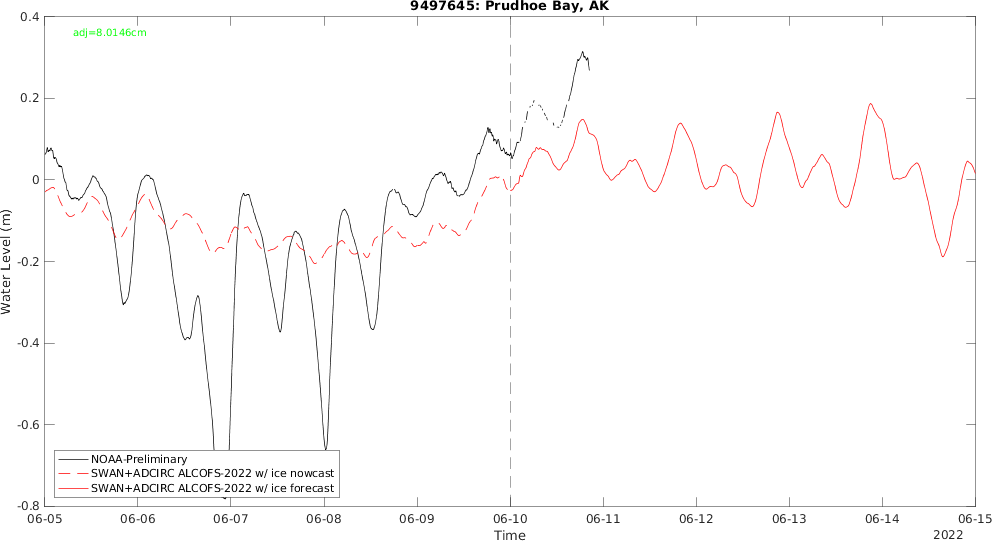 9497645: Prudhoe Bay, AK
adj=8.0146cm
0.4
0.2
0
-0.2
-0.4
-0.6
-0.8
Water Level (m)
NOAA-Preliminary
SWAN+ADCIRC ALCOFS-2022 w/ ice nowcast
SWAN+ADCIRC ALCOFS-2022 w/ ice forecast
06-05 06-06 06-07 06-08 06-09 06-10 06-11 06-12 06-13 06-14 06-15
Time
2022